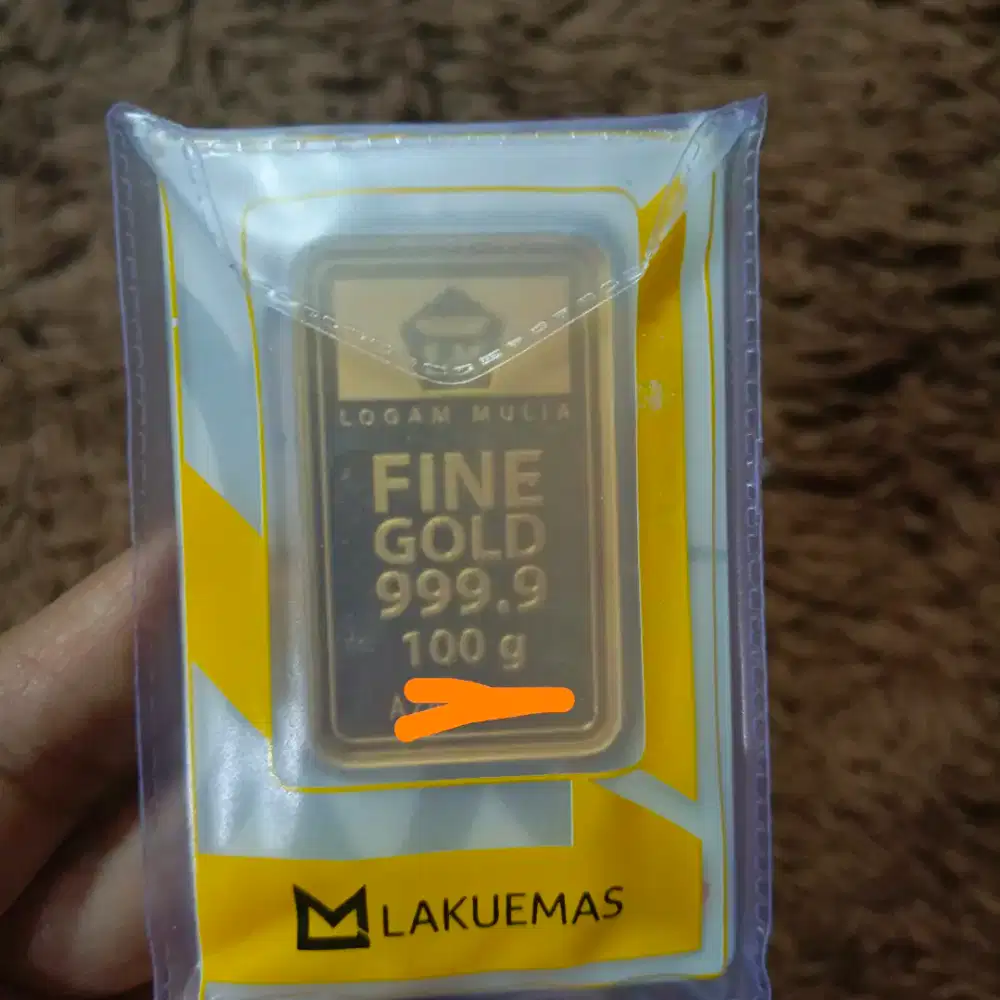 LOGAM MULIA
FINE
GOLD
999.9
100 g
LAKUEMAS